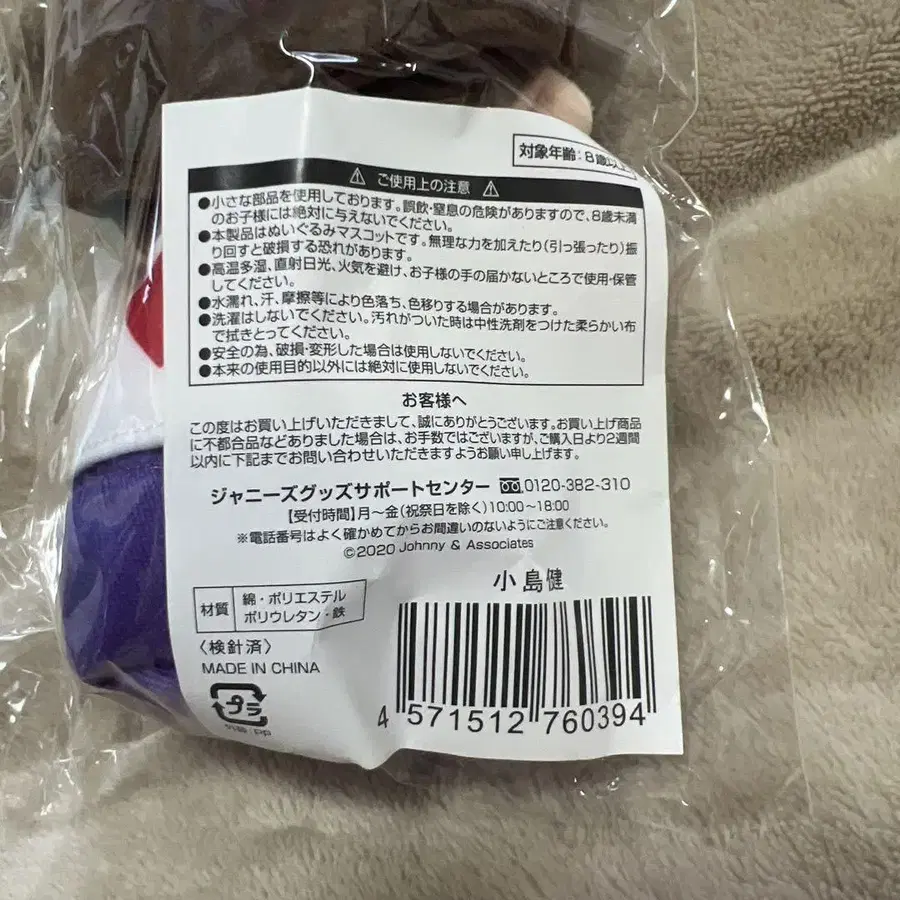 対象年齢:8歳以上
⚠ ご使用上の注意 ⚠
●小さな部品を使用しております。誤飲・窒息の危険がありますので、8歳未満
のお子様には絶対に与えないでください。
●本製品はぬいぐるみマスコットです。無理な力を加えたり(引っ張ったり)振
り回すと破損する恐れがあります。
●高温多湿、直射日光、火気を避け、お子様の手の届かないところで使用・保管
してください。
●水濡れ、汗、摩擦等により色落ち、色移りする場合があります。
●洗濯はしないでください。汚れがついた時は中性洗剤をつけた柔らかい布
で拭きとってください。
●安全の為、破損・変形した場合は使用しないでください。
●本来の使用目的以外には絶対に使用しないでください。
お客様へ
この度はお買い上げいただきまして、誠にありがとうございます。お買い上げ商品
に不都合品などありました場合は、お手数ではございますが、ご購入日より2週間
以内に下記までお問い合わせいただきますようお願い申し上げます。
ジャニーズグッズサポートセンター 0120-382-310
【受付時間】月〜金(祝祭日を除く)10:00〜18:00
※電話番号はよく確かめてからお間違いのないようにご注意ください。
©2020 Johnny & Associates
小島健
材質 綿・ポリエステル
ポリウレタン・鉄
〈検針済〉
MADE IN CHINA
プラ
外袋:PP
4 571512 760394